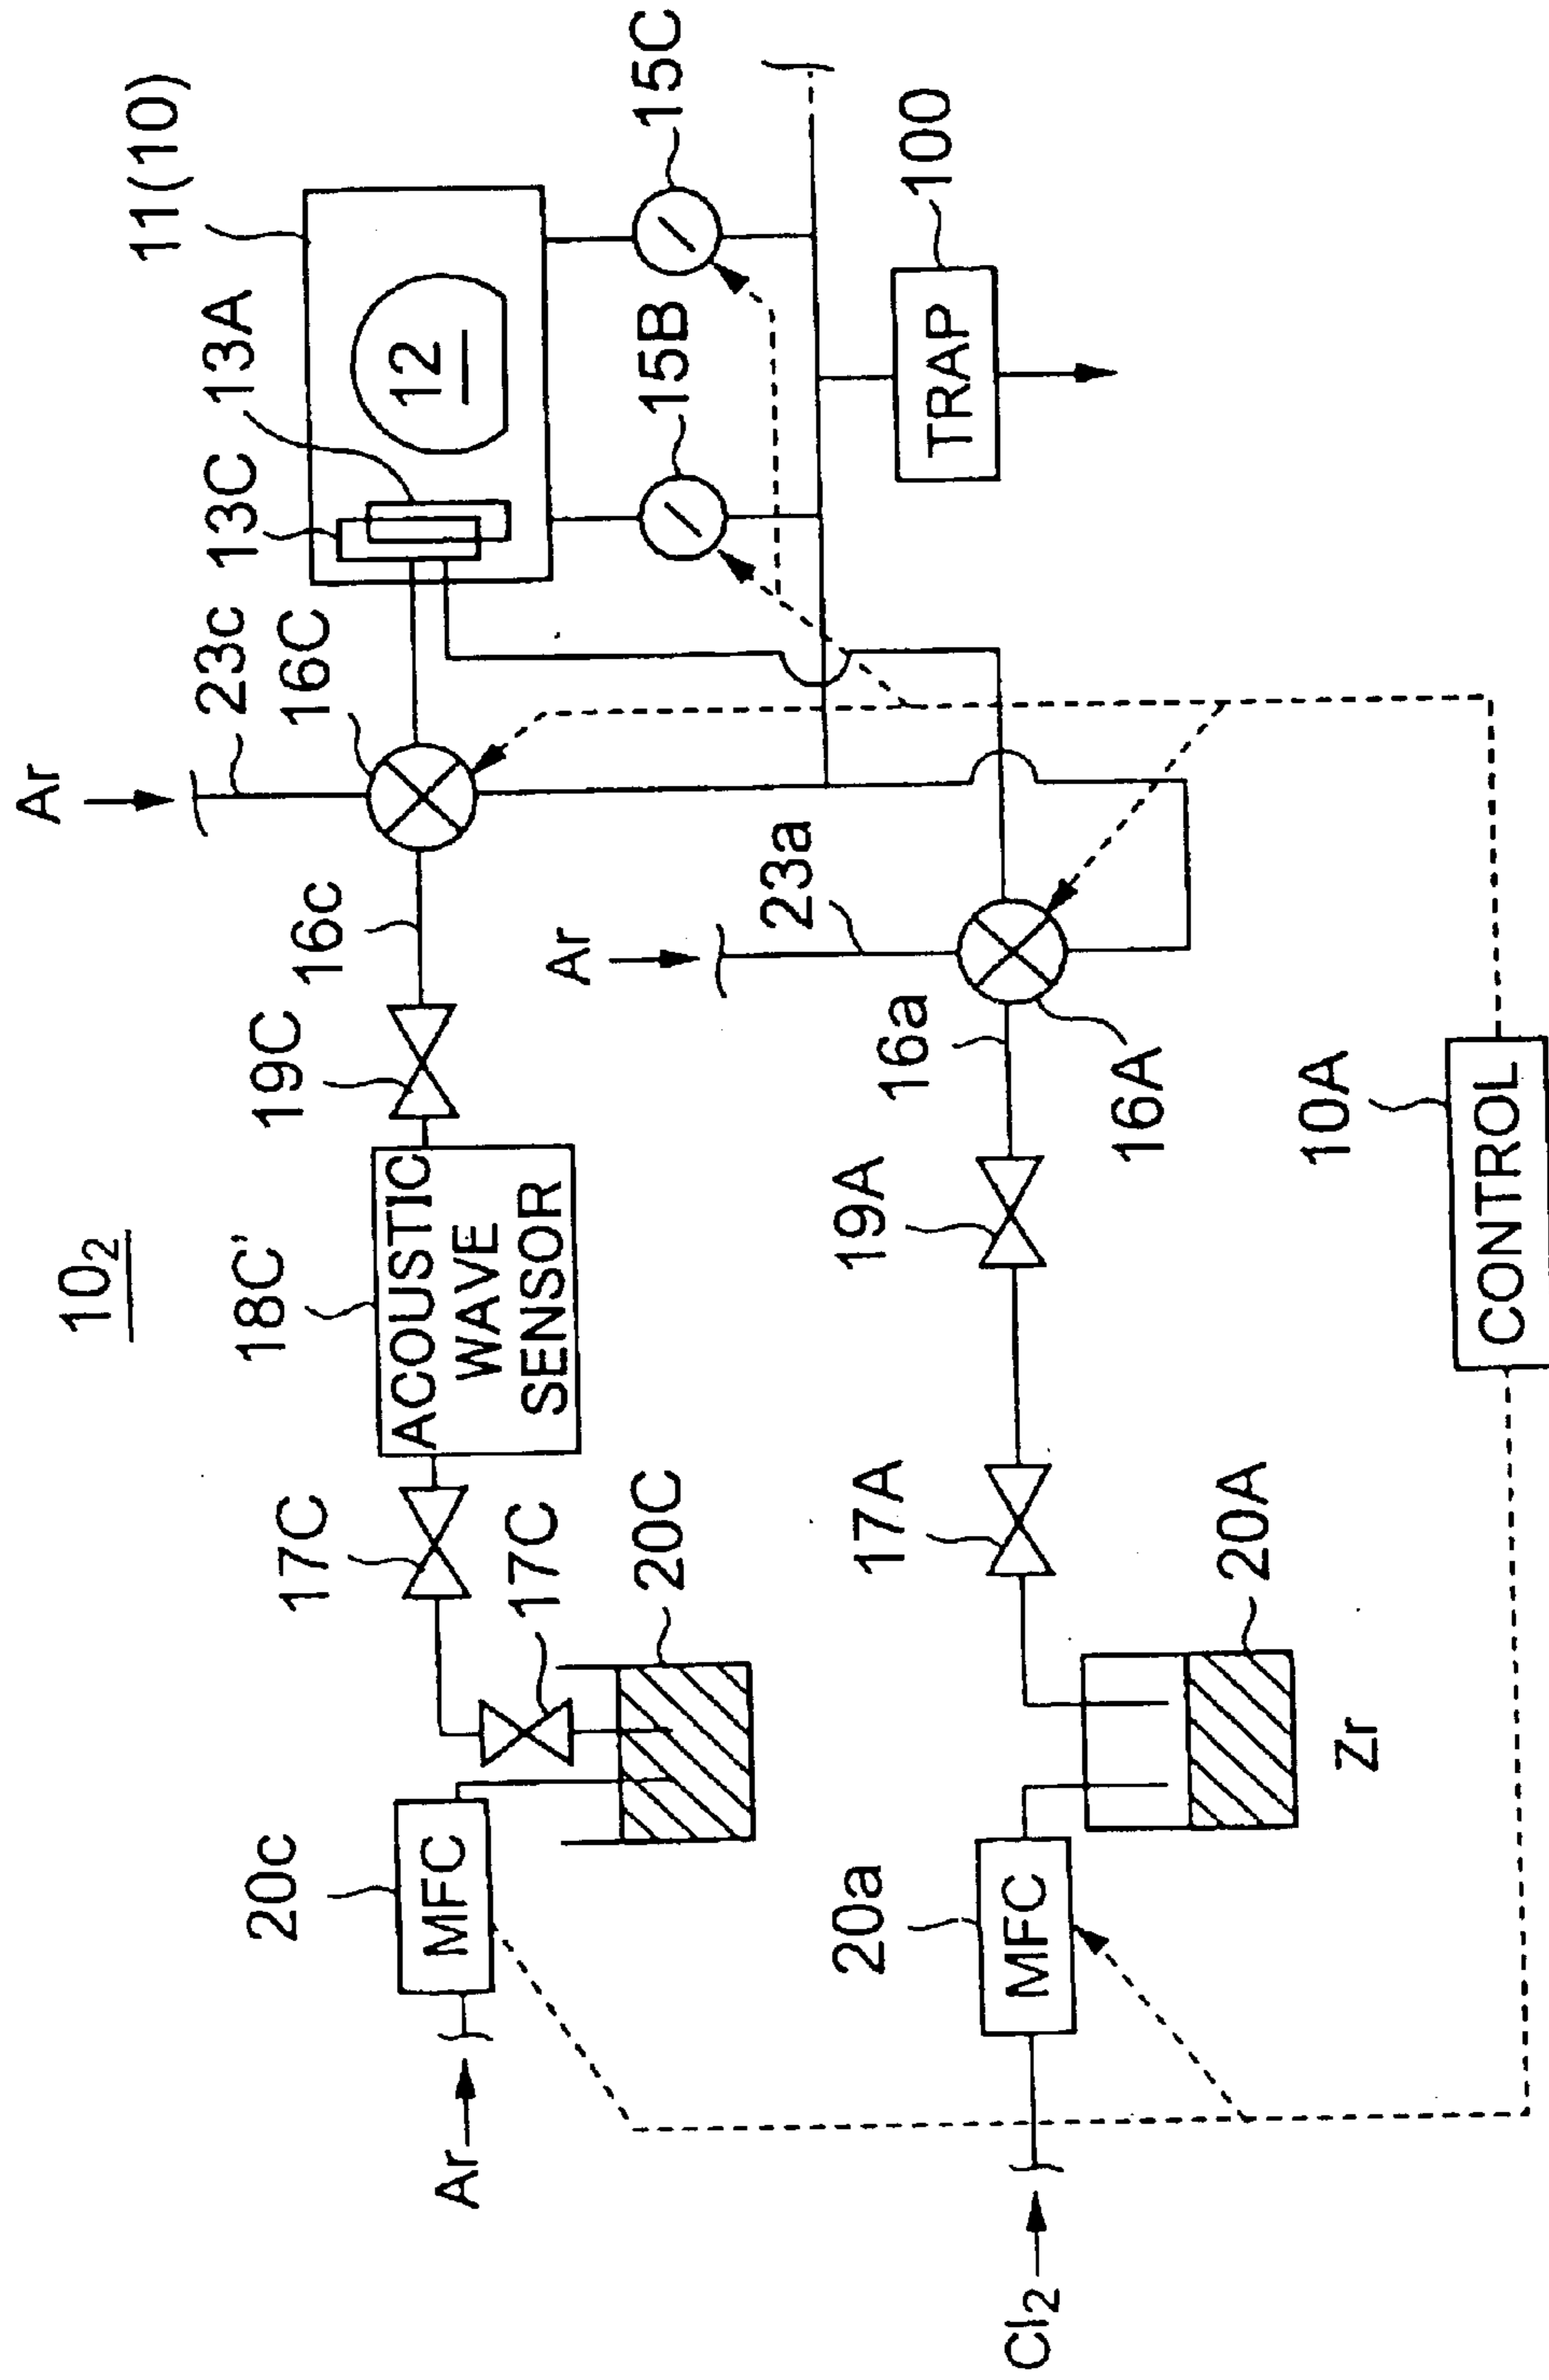 10₂
Ar
23c
16C
13C
13A
11(10)
18C'
19C
16c
17C
ACOUSTIC
WAVE
SENSOR
12
20c
MFC
Ar
17C
20C
15B
15C
Ar
23a
17A
19A
16a
TRAP
100
20a
MFC
Cl₂
20A
16A
Zr
10A
CONTROL